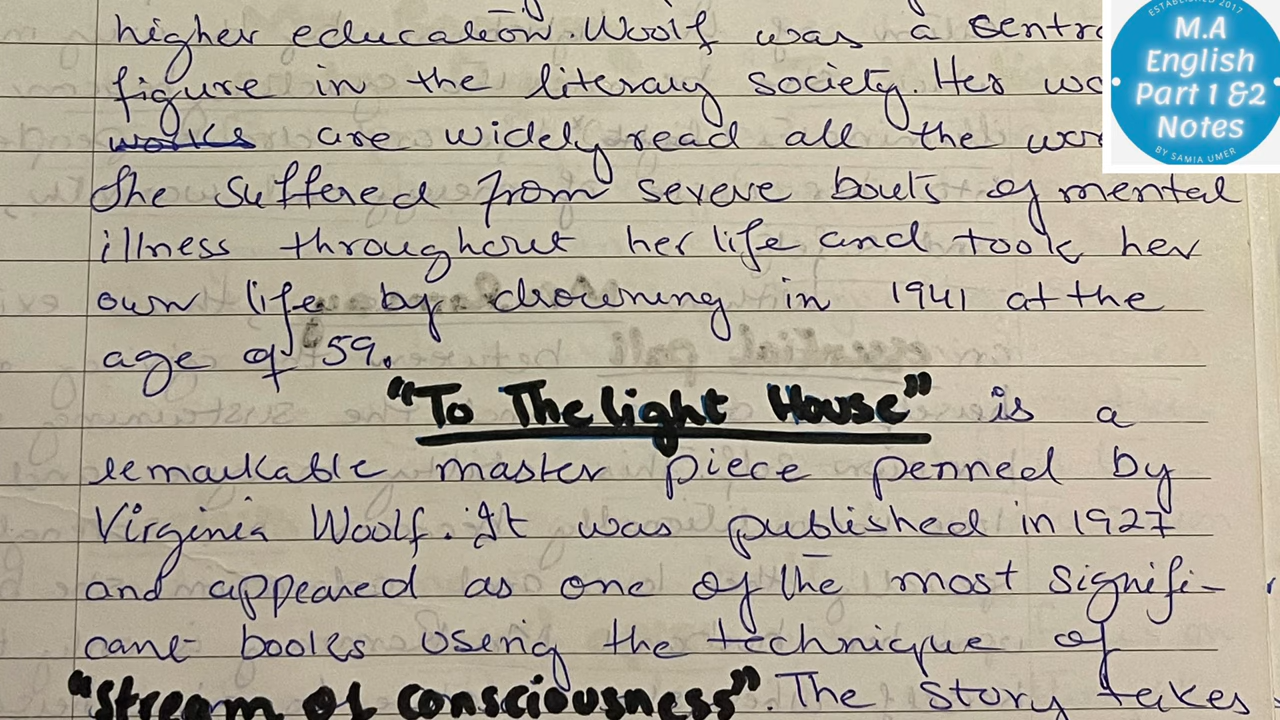 higher education. Woolf was a centra
figure in the literary society. Her wo
works are widely read all the wor
She suffered from severe bouts of mental
illness throughout her life and took her
own life by drowning in 1941 at the
age of 59.
"To The light House" is a
remarkable master piece penned by
Virginia Woolf. It was published in 1927
and appeared as one of the most signifi-
cant books using the technique of
"Stream of consciousness". The story takes
ESTABLISHED 2017
M.A
English
Part 1 &2
Notes
BY SAMIA UMER